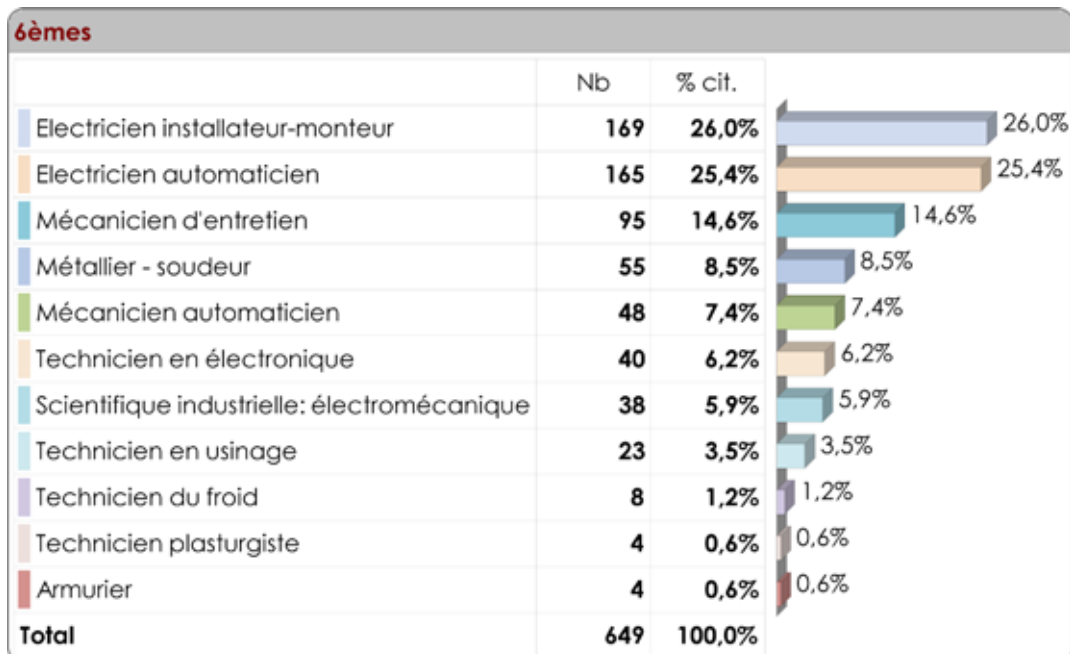 6èmes
Nb % cit.
Electricien installateur-monteur 169 26,0% 26,0%
Electricien automaticien 165 25,4% 25,4%
Mécanicien d'entretien 95 14,6% 14,6%
Métallier - soudeur 55 8,5% 8,5%
Mécanicien automaticien 48 7,4% 7,4%
Technicien en électronique 40 6,2% 6,2%
Scientifique industrielle: électromécanique 38 5,9% 5,9%
Technicien en usinage 23 3,5% 3,5%
Technicien du froid 8 1,2% 1,2%
Technicien plasturgiste 4 0,6% 0,6%
Armurier 4 0,6% 0,6%
Total 649 100,0%